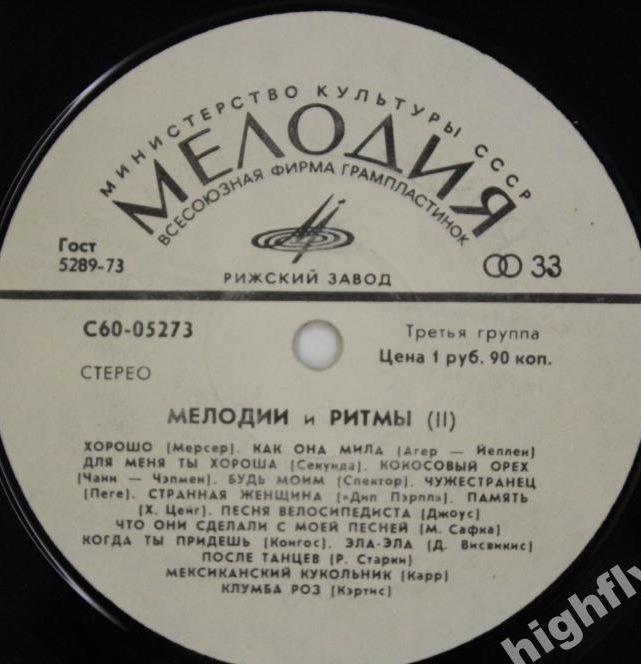 МИНИСТЕРСТВО КУЛЬТУРЫ СССР
МЕЛОДИЯ
ВСЕСОЮЗНАЯ ФИРМА ГРАМПЛАСТИНОК
Гост
5289-73
33
РИЖСКИЙ ЗАВОД
С60-05273
Третья группа
Цена 1 руб. 90 коп.
СТЕРЕО
МЕЛОДИИ и РИТМЫ (II)
ХОРОШО (Мерсер). КАК ОНА МИЛА (Агер — Йеллен)
ДЛЯ МЕНЯ ТЫ ХОРОША (Секунда). КОКОСОВЫЙ ОРЕХ
(Чанн — Чэпмен). БУДЬ МОИМ (Спектор). ЧУЖЕСТРАНЕЦ
(Пеге). СТРАННАЯ ЖЕНЩИНА («Дип Пэрпл»). ПАМЯТЬ
(Х. Цейг). ПЕСНЯ ВЕЛОСИПЕДИСТА (Джоус)
ЧТО ОНИ СДЕЛАЛИ С МОЕЙ ПЕСНЕЙ (М. Сафка)
КОГДА ТЫ ПРИДЕШЬ (Конгос). ЭЛА-ЭЛА (Д. Висвикис)
ПОСЛЕ ТАНЦЕВ (Р. Старки)
МЕКСИКАНСКИЙ КУКОЛЬНИК (Карр)
КЛУМБА РОЗ (Кэртис)
highfly